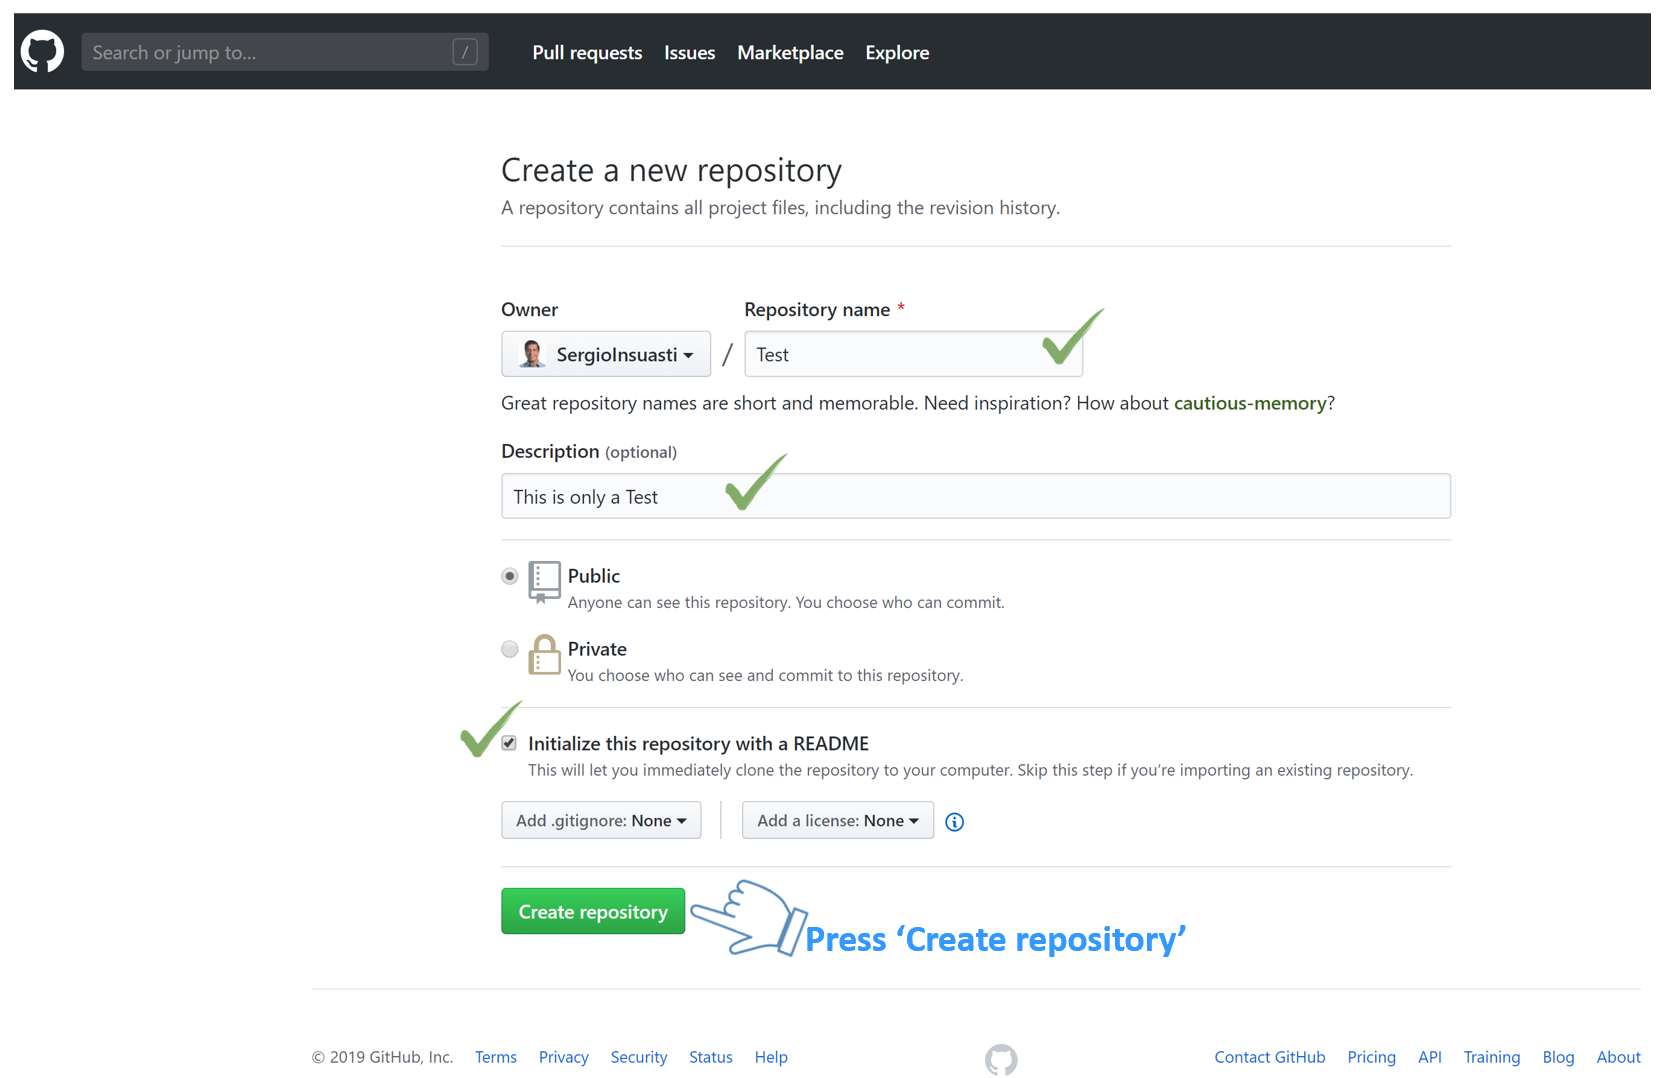 Search or jump to... /
Pull requests Issues Marketplace Explore
Create a new repository
A repository contains all project files, including the revision history.
Owner Repository name *
SergioInsuasti / Test
Great repository names are short and memorable. Need inspiration? How about cautious-memory?
Description (optional)
This is only a Test
Public
Anyone can see this repository. You choose who can commit.
Private
You choose who can see and commit to this repository.
Initialize this repository with a README
This will let you immediately clone the repository to your computer. Skip this step if you’re importing an existing repository.
Add .gitignore: None Add a license: None
Create repository
Press ‘Create repository’
© 2019 GitHub, Inc. Terms Privacy Security Status Help Contact GitHub Pricing API Training Blog About